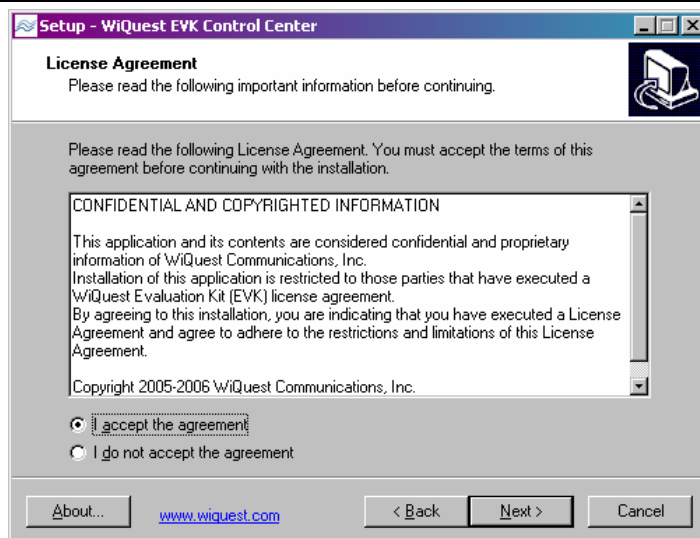 Setup - WiQuest EVK Control Center
License Agreement
Please read the following important information before continuing.
Please read the following License Agreement. You must accept the terms of this
agreement before continuing with the installation.
CONFIDENTIAL AND COPYRIGHTED INFORMATION
This application and its contents are considered confidential and proprietary
information of WiQuest Communications, Inc.
Installation of this application is restricted to those parties that have executed a
WiQuest Evaluation Kit (EVK) license agreement.
By agreeing to this installation, you are indicating that you have executed a License
Agreement and agree to adhere to the restrictions and limitations of this License
Agreement.
Copyright 2005-2006 WiQuest Communications, Inc.
I accept the agreement
I do not accept the agreement
About... www.wiquest.com < Back Next > Cancel